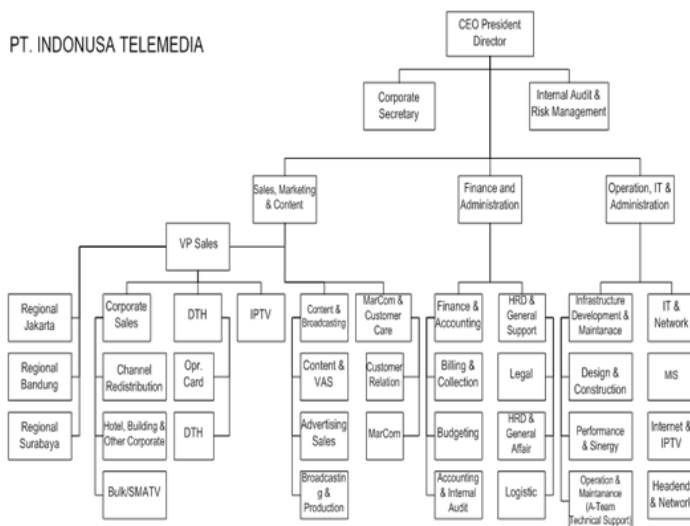 CEO President
Director
PT. INDONUSA TELEMEDIA
Corporate
Secretary
Internal Audit &
Risk Management
Sales, Marketing
& Content
Finance and
Administration
Operation, IT &
Administration
VP Sales
Regional
Jakarta
Corporate
Sales
DTH
IPTV
Content &
Broadcasting
MarCom &
Customer
Care
Finance &
Accounting
HRD &
General
Support
Infrastructure
Development &
Maintanace
IT &
Network
Regional
Bandung
Channel
Redistribution
Opr.
Card
Content &
VAS
Customer
Relation
Billing &
Collection
Legal
Design &
Construction
MIS
Regional
Surabaya
Hotel, Building &
Other Corporate
DTH
Advertising
Sales
MarCom
Budgeting
HRD &
General
Affair
Performance
& Sinergy
Internet &
IPTV
Bulk/SMATV
Broadcastin
g &
Production
Accounting
& Internal
Audit
Logistic
Operation &
Maintanance
(A-Team
Technical Support)
Headend
& Network